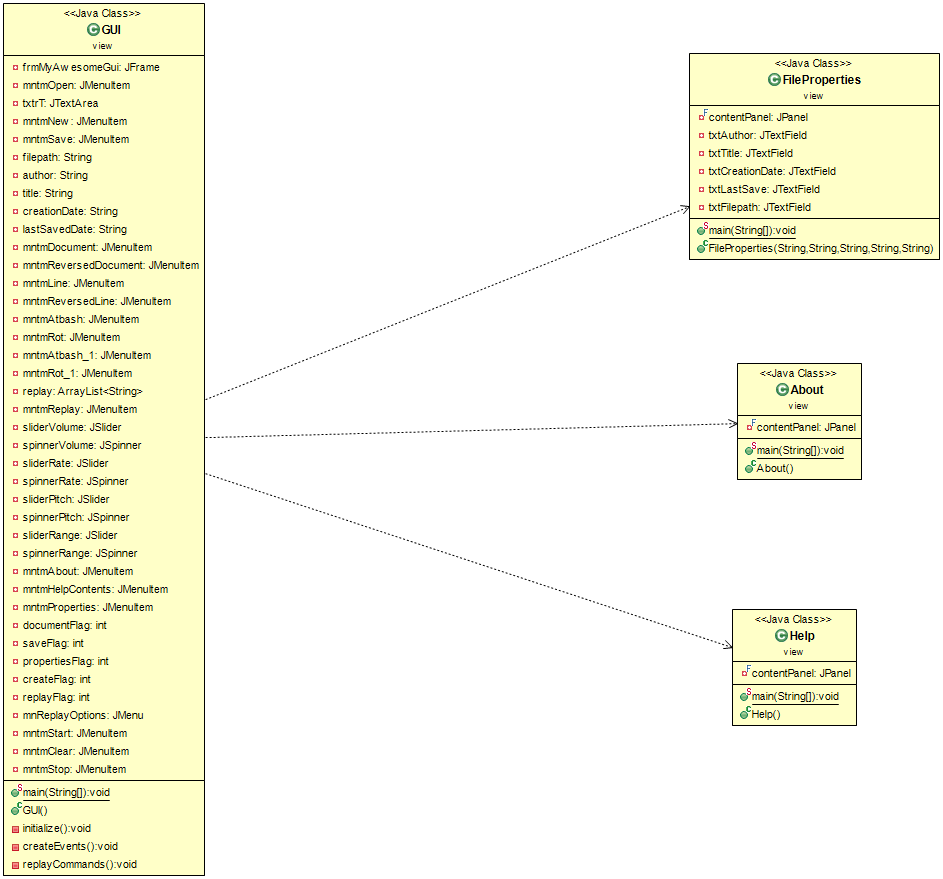 <<Java Class>>
GUI
view
frmMyAwesomeGui: JFrame
mntmOpen: JMenuItem
txtrT: JTextArea
mntmNew: JMenuItem
mntmSave: JMenuItem
filepath: String
author: String
title: String
creationDate: String
lastSavedDate: String
mntmDocument: JMenuItem
mntmReversedDocument: JMenuItem
mntmLine: JMenuItem
mntmReversedLine: JMenuItem
mntmAtbash: JMenuItem
mntmRot: JMenuItem
mntmAtbash_1: JMenuItem
mntmRot_1: JMenuItem
replay: ArrayList<String>
mntmReplay: JMenuItem
sliderVolume: JSlider
spinnerVolume: JSpinner
sliderRate: JSlider
spinnerRate: JSpinner
sliderPitch: JSlider
spinnerPitch: JSpinner
sliderRange: JSlider
spinnerRange: JSpinner
mntmAbout: JMenuItem
mntmHelpContents: JMenuItem
mntmProperties: JMenuItem
documentFlag: int
saveFlag: int
propertiesFlag: int
createFlag: int
replayFlag: int
mnReplayOptions: JMenu
mntmStart: JMenuItem
mntmClear: JMenuItem
mntmStop: JMenuItem
main(String[]):void
GUI()
initialize():void
createEvents():void
replayCommands():void
<<Java Class>>
FileProperties
view
contentPanel: JPanel
txtAuthor: JTextField
txtTitle: JTextField
txtCreationDate: JTextField
txtLastSave: JTextField
txtFilepath: JTextField
main(String[]):void
FileProperties(String,String,String,String,String)
<<Java Class>>
About
view
contentPanel: JPanel
main(String[]):void
About()
<<Java Class>>
Help
view
contentPanel: JPanel
main(String[]):void
Help()